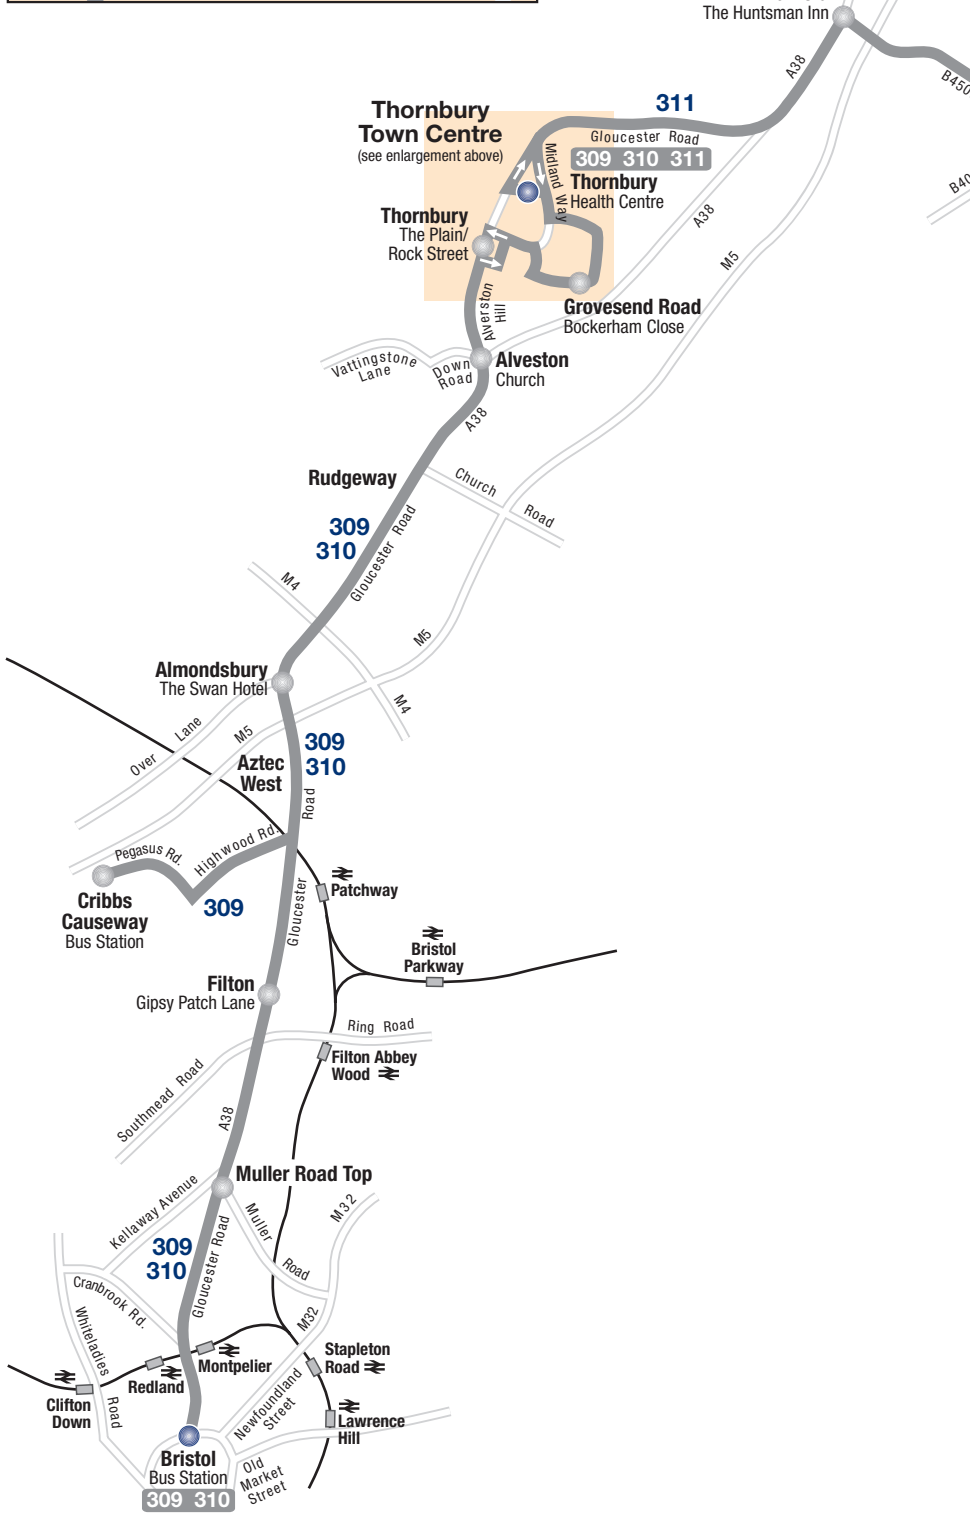 The Huntsman Inn
A38
B450
311
Thornbury
Town Centre
(see enlargement above)
Gloucester Road
309 310 311
Midland Way
Thornbury
Health Centre
B40
A38
M5
Thornbury
The Plain/
Rock Street
Alverston
Hill
Grovesend Road
Bockerham Close
Vattingstone
Lane
Down
Road
Alveston
Church
A38
Rudgeway
Church
Road
309
310
Gloucester Road
M4
M5
Almondsbury
The Swan Hotel
M4
Over Lane
M5
309
310
Aztec
West
Road
Pegasus Rd.
Highwood Rd.
Cribbs
Causeway
Bus Station
309
Gloucester
Patchway
Bristol
Parkway
Filton
Gipsy Patch Lane
Ring Road
Filton Abbey
Wood
Southmead Road
A38
Muller Road Top
Kellaway Avenue
Muller
Road
M32
309
310
Gloucester Road
Cranbrook Rd.
Whiteladies
Road
M32
Montpelier
Redland
Clifton
Down
Stapleton
Road
Newfoundland
Street
Lawrence
Hill
Bristol
Bus Station
309 310
Old
Market
Street